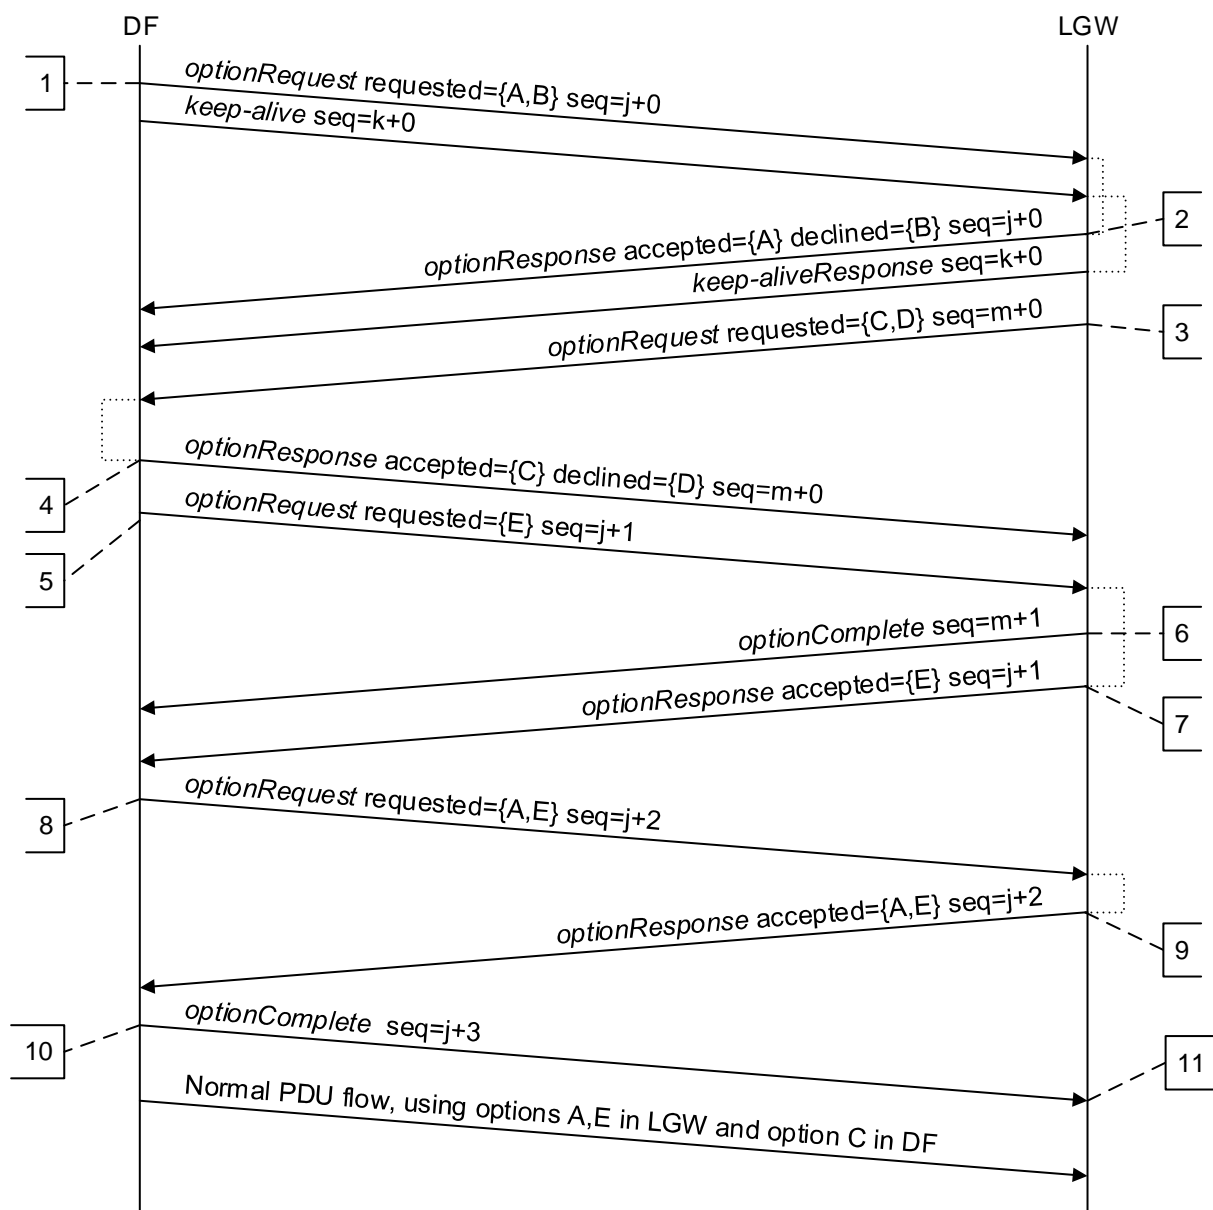 DF
LGW
1
optionRequest requested={A,B} seq=j+0
keep-alive seq=k+0
2
optionResponse accepted={A} declined={B} seq=j+0
keep-aliveResponse seq=k+0
3
optionRequest requested={C,D} seq=m+0
optionResponse accepted={C} declined={D} seq=m+0
4
optionRequest requested={E} seq=j+1
5
optionComplete seq=m+1
6
optionResponse accepted={E} seq=j+1
7
optionRequest requested={A,E} seq=j+2
8
optionResponse accepted={A,E} seq=j+2
9
optionComplete seq=j+3
10
11
Normal PDU flow, using options A,E in LGW and option C in DF